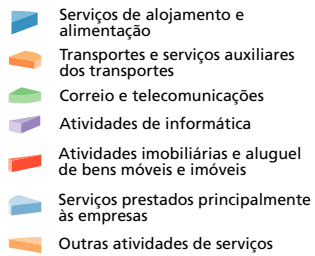 Serviços de alojamento e
alimentação
Transportes e serviços auxiliares
dos transportes
Correio e telecomunicações
Atividades de informática
Atividades imobiliárias e aluguel
de bens móveis e imóveis
Serviços prestados principalmente
às empresas
Outras atividades de serviços